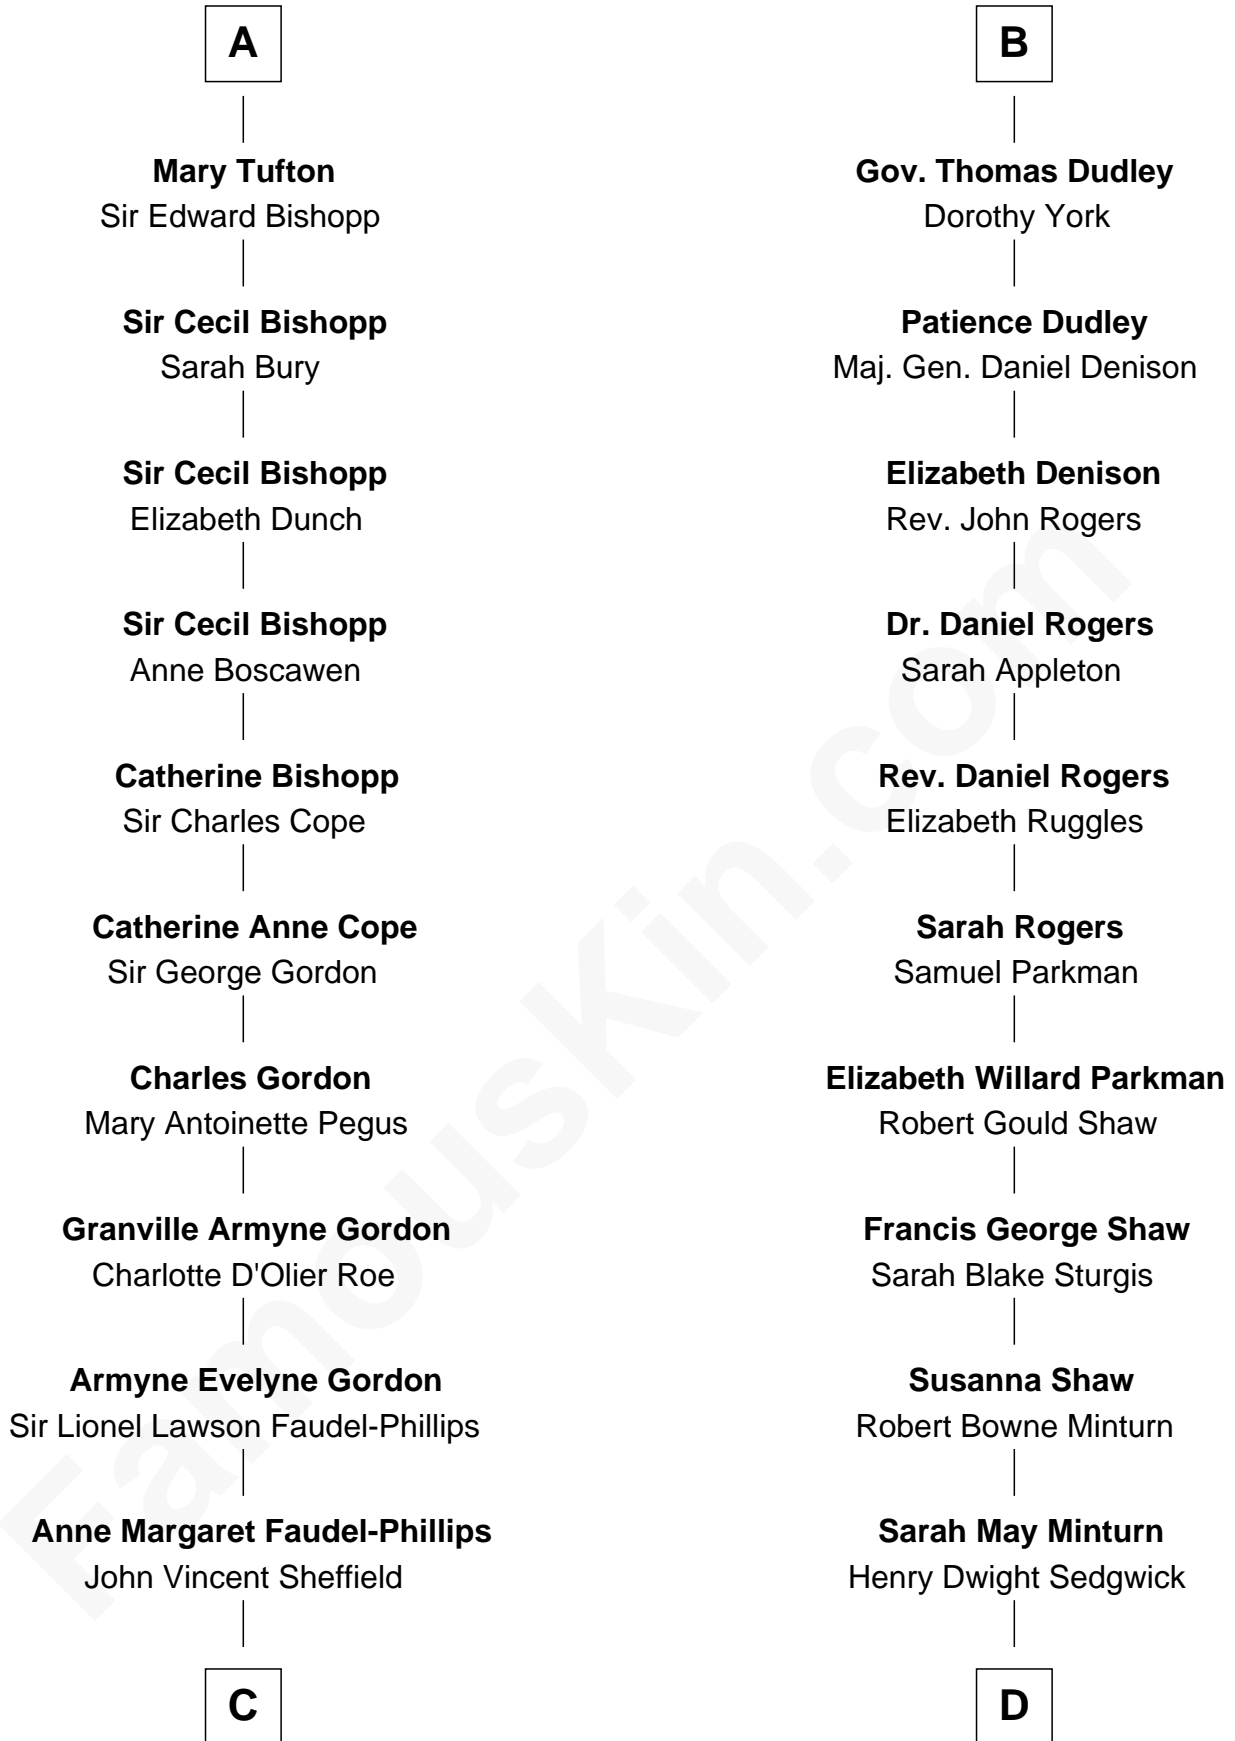 A
Mary Tufton
Sir Edward Bishopp
Sir Cecil Bishopp
Sarah Bury
Sir Cecil Bishopp
Elizabeth Dunch
Sir Cecil Bishopp
Anne Boscawen
Catherine Bishopp
Sir Charles Cope
Catherine Anne Cope
Sir George Gordon
Charles Gordon
Mary Antoinette Pegus
Granville Armyne Gordon
Charlotte D'Olier Roe
Armyne Evelyne Gordon
Sir Lionel Lawson Faudel-Phillips
Anne Margaret Faudel-Phillips
John Vincent Sheffield
C
B
Gov. Thomas Dudley
Dorothy York
Patience Dudley
Maj. Gen. Daniel Denison
Elizabeth Denison
Rev. John Rogers
Dr. Daniel Rogers
Sarah Appleton
Rev. Daniel Rogers
Elizabeth Ruggles
Sarah Rogers
Samuel Parkman
Elizabeth Willard Parkman
Robert Gould Shaw
Francis George Shaw
Sarah Blake Sturgis
Susanna Shaw
Robert Bowne Minturn
Sarah May Minturn
Henry Dwight Sedgwick
D
FamousKin.com